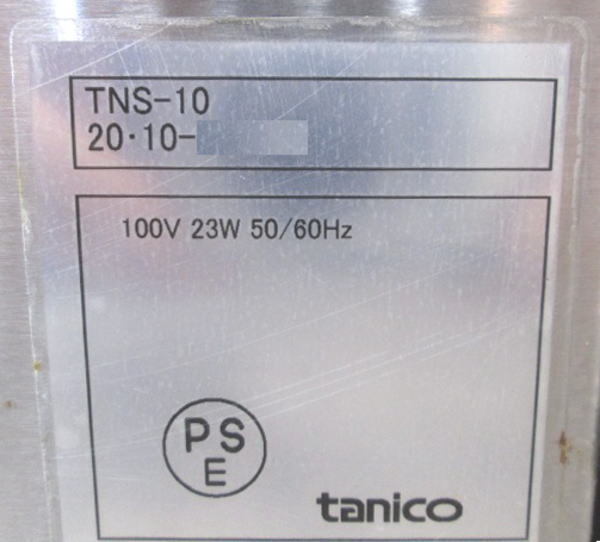 TNS-10
20·10-
100V 23W 50/60Hz
PS
E
tanico